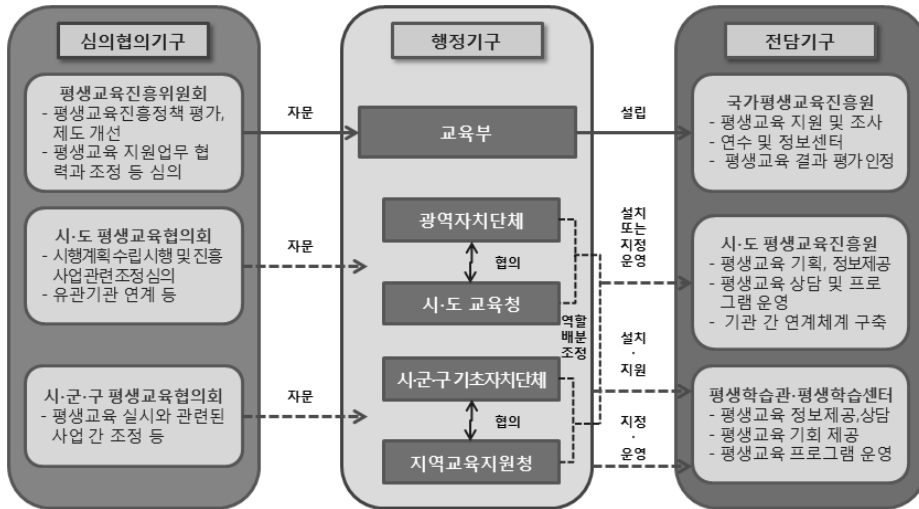 심의협의기구
평생교육진흥위원회
- 평생교육진흥정책 평가,
제도 개선
- 평생교육 지원업무 협
력과 조정 등 심의
시·도 평생교육협의회
- 시행계획수립시행 및 진흥
사업관련조정심의
- 유관기관 연계 등
시·군·구 평생교육협의회
- 평생교육 실시와 관련된
사업 간 조정 등
자문
자문
자문
행정기구
교육부
광역자치단체
협의
시·도 교육청
시·군·구 기초자치단체
협의
지역교육지원청
역할
배분
조정
설립
설치
또는
지정
운영
설치
·
지원
지정
·
운영
전담기구
국가평생교육진흥원
- 평생교육 지원 및 조사
- 연수 및 정보센터
- 평생교육 결과 평가인정
시·도 평생교육진흥원
- 평생교육 기획, 정보제공
- 평생교육 상담 및 프로
그램 운영
- 기관 간 연계체계 구축
평생학습관·평생학습센터
- 평생교육 정보제공,상담
- 평생교육 기회 제공
- 평생교육 프로그램 운영